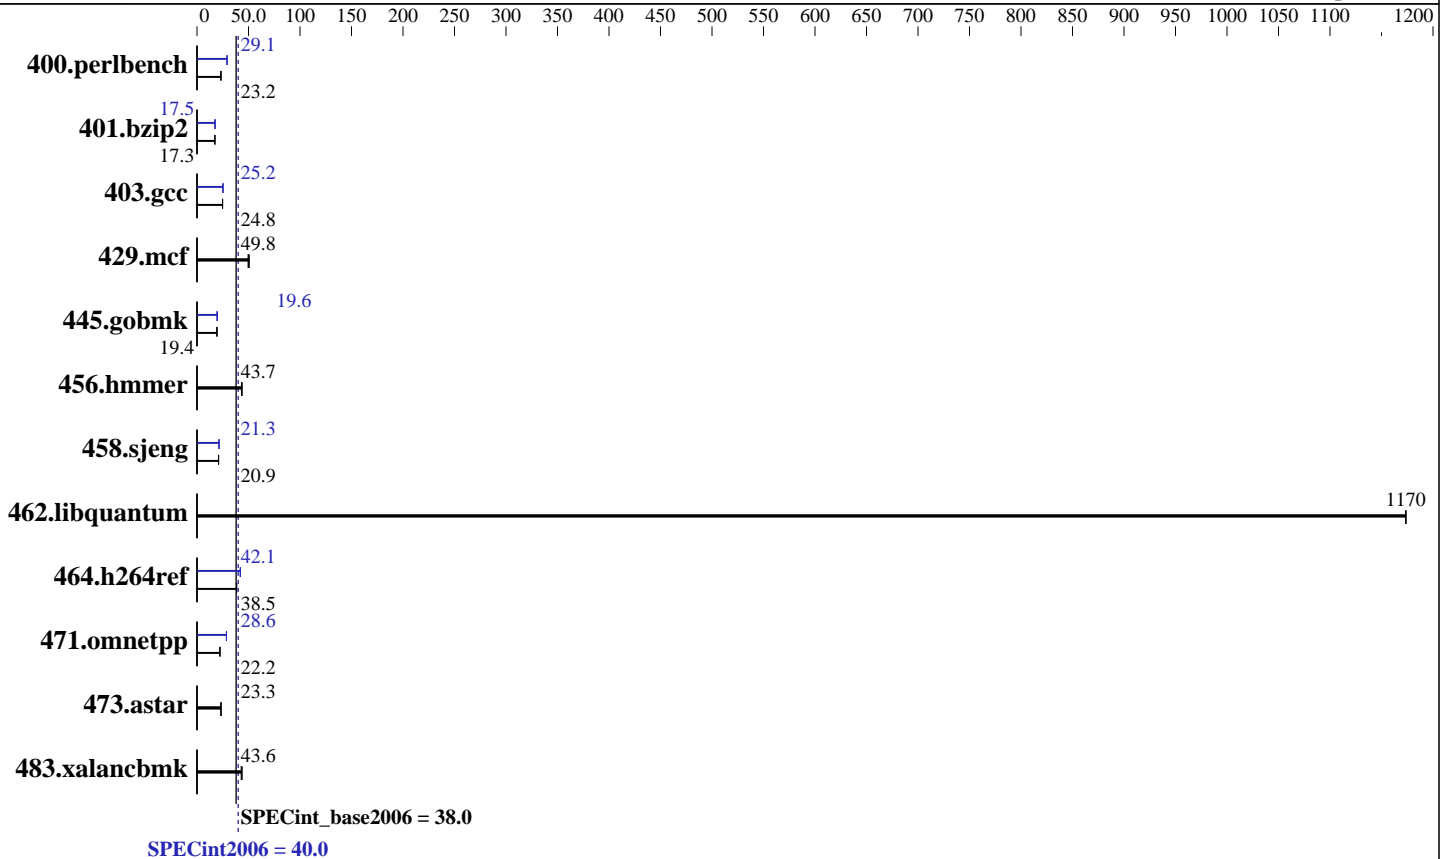 0 50.0 100 150 200 250 300 350 400 450 500 550 600 650 700 750 800 850 900 950 1000 1050 1100 1200
29.1
400.perlbench
23.2
17.5
401.bzip2
17.3
25.2
403.gcc
24.8
49.8
429.mcf
19.6
445.gobmk
19.4
43.7
456.hmmer
21.3
458.sjeng
20.9
1170
462.libquantum
42.1
464.h264ref
38.5
28.6
471.omnetpp
22.2
23.3
473.astar
43.6
483.xalancbmk
SPECint_base2006 = 38.0
SPECint2006 = 40.0